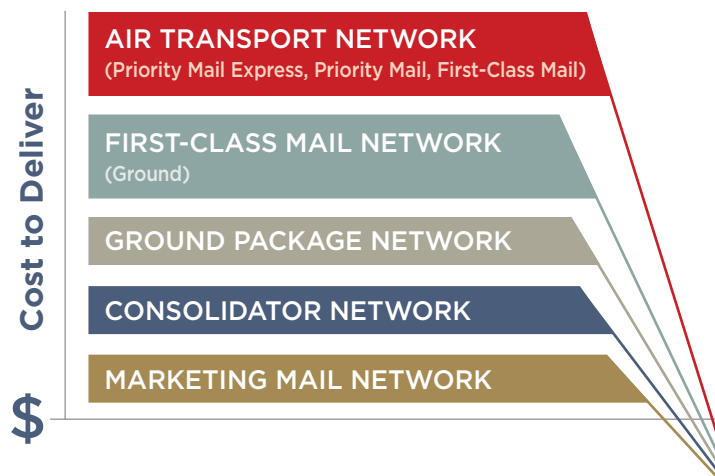 AIR TRANSPORT NETWORK
(Priority Mail Express, Priority Mail, First-Class Mail)
FIRST-CLASS MAIL NETWORK
(Ground)
GROUND PACKAGE NETWORK
CONSOLIDATOR NETWORK
MARKETING MAIL NETWORK
Cost to Deliver
$